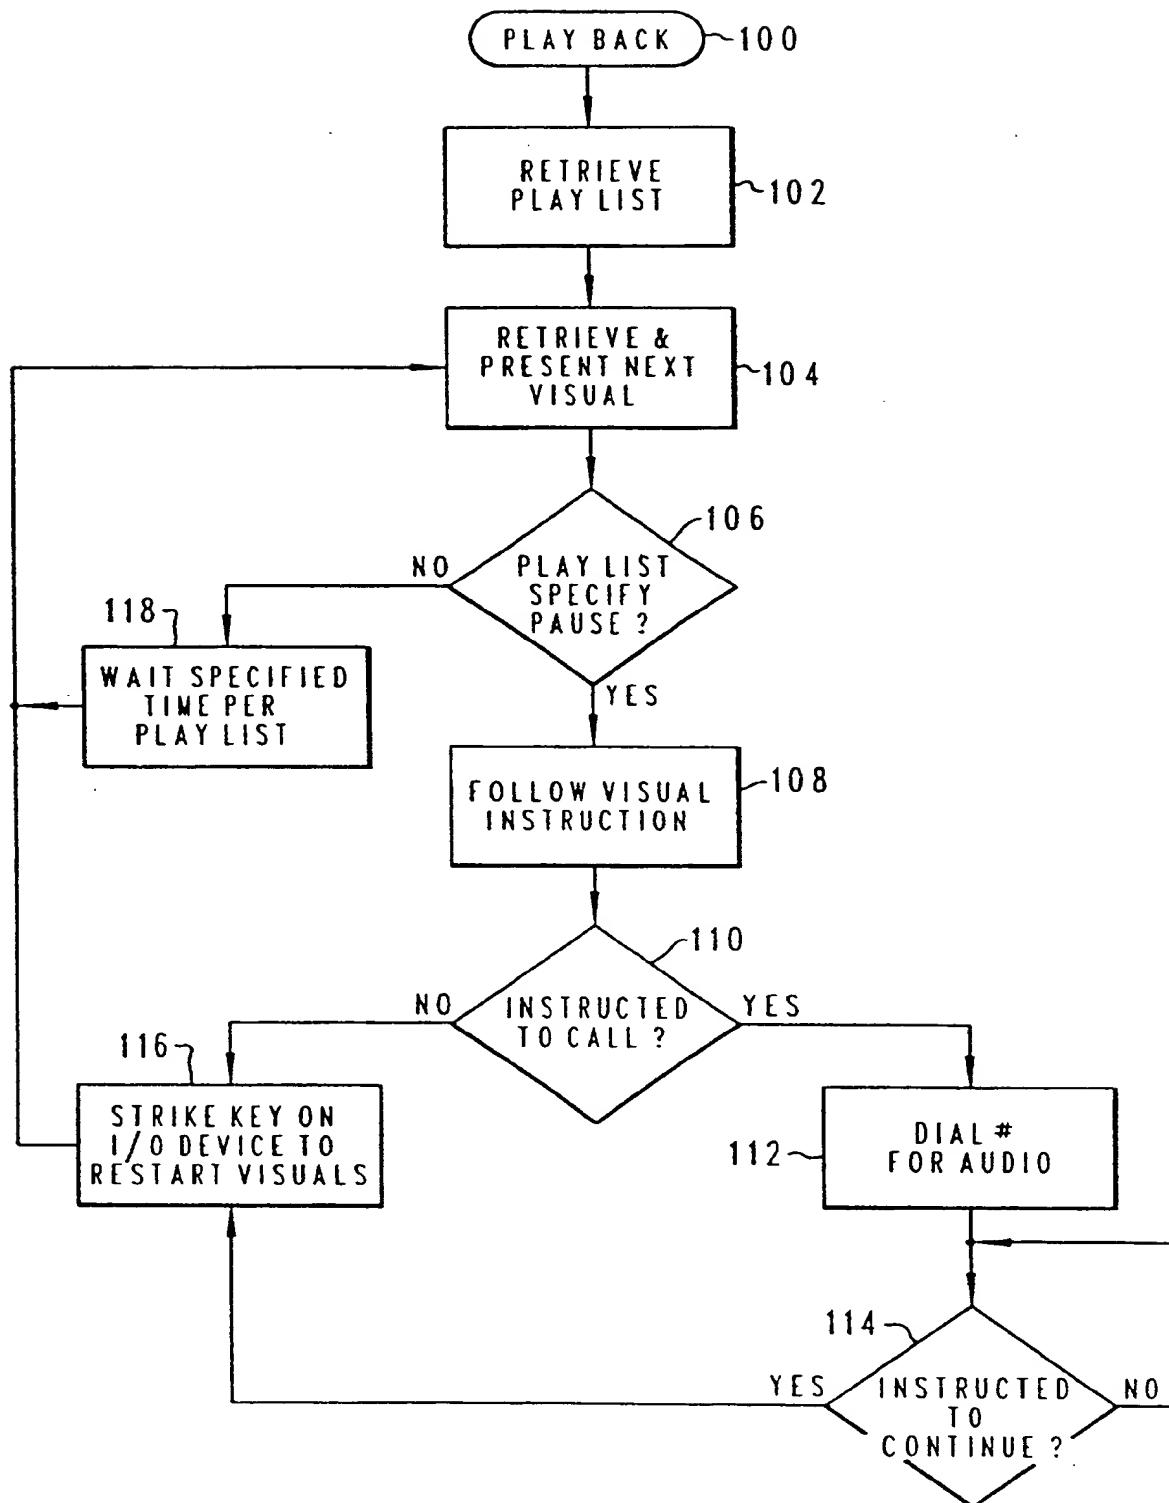 PLAY BACK
100
RETRIEVE
PLAY LIST
102
RETRIEVE &
PRESENT NEXT
VISUAL
104
106
NO
PLAY LIST
SPECIFY
PAUSE ?
118
WAIT SPECIFIED
TIME PER
PLAY LIST
YES
FOLLOW VISUAL
INSTRUCTION
108
110
NO
INSTRUCTED
TO CALL ?
YES
116
STRIKE KEY ON
I/O DEVICE TO
RESTART VISUALS
DIAL #
FOR AUDIO
112
114
YES
INSTRUCTED
TO
CONTINUE ?
NO